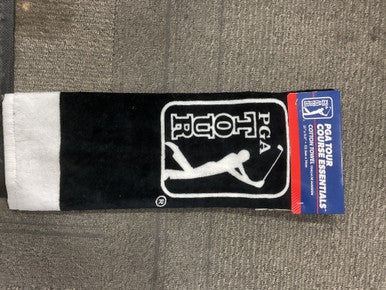 PGA
TOUR
®
PGA TOUR
COURSE ESSENTIALS
COTTON TOWEL